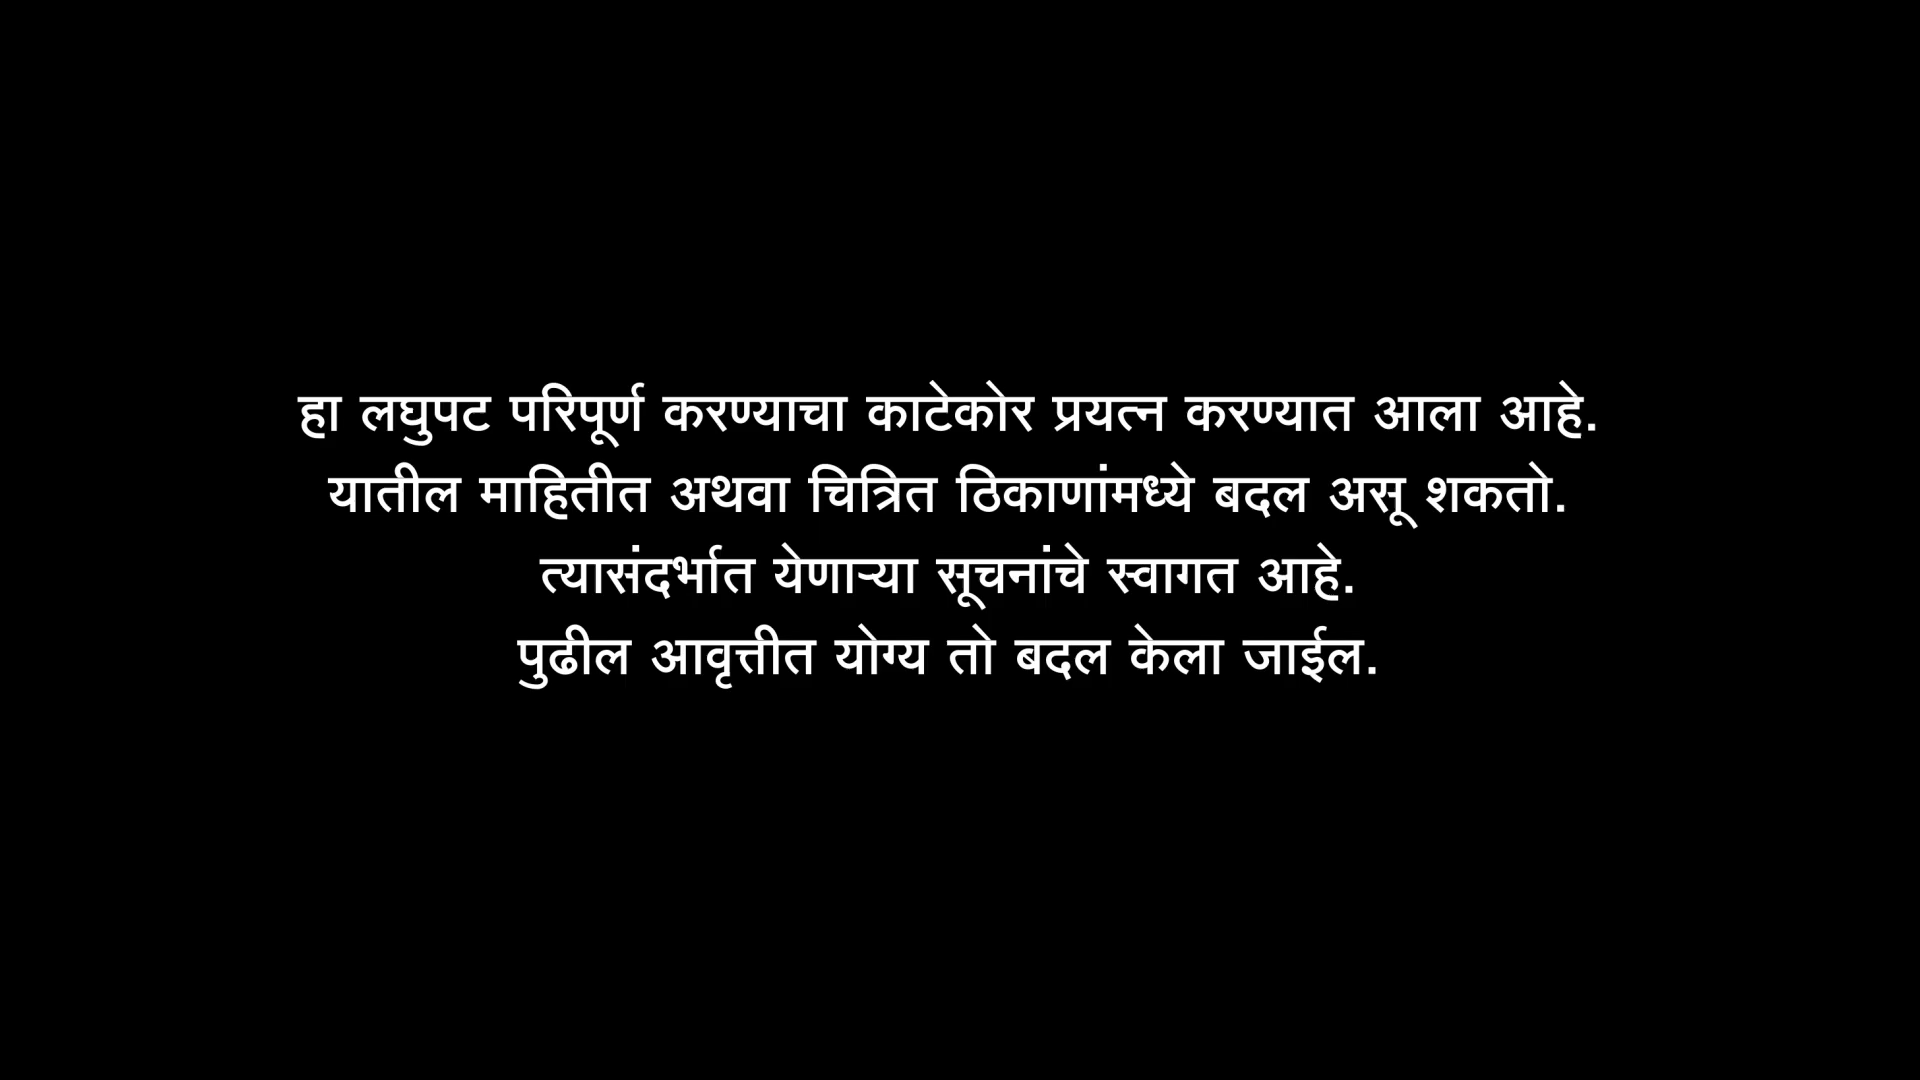 हा लघुपट परिपूर्ण करण्याचा काटेकोर प्रयत्न करण्यात आला आहे.
यातील माहितीत अथवा चित्रित ठिकाणांमध्ये बदल असू शकतो.
त्यासंदर्भात येणाऱ्या सूचनांचे स्वागत आहे.
पुढील आवृत्तीत योग्य तो बदल केला जाईल.